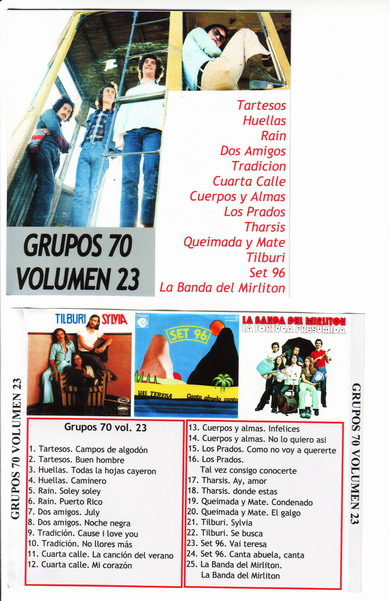 Tartesos
Huellas
Rain
Dos Amigos
Tradicion
Cuarta Calle
Cuerpos y Almas
Los Prados
Tharsis
Queimada y Mate
Tilburi
Set 96
La Banda del Mirliton
GRUPOS 70
VOLUMEN 23
GRUPOS 70 VOLUMEN 23
TILBURI SYLVIA
SET 96
VAI TERESA Canta abuela canta
LA BANDA DEL MIRLITON
LA TORTUGA PRESUMIDA
Grupos 70 vol. 23
1. Tartesos. Campos de algodón
2. Tartesos. Buen hombre
3. Huellas. Todas la hojas cayeron
4. Huellas. Caminero
5. Rain. Soley soley
6. Rain. Puerto Rico
7. Dos amigos. July
8. Dos amigos. Noche negra
9. Tradición. Cause i love you
10. Tradición. No llores más
11. Cuarta calle. La canción del verano
12. Cuarta calle. Mi corazón
13. Cuerpos y almas. Infelices
14. Cuerpos y almas. No lo quiero así
15. Los Prados. Como no voy a quererte
16. Los Prados.
Tal vez consigo conocerte
17. Tharsis. Ay, amor
18. Tharsis. donde estas
19. Queimada y Mate. Condenado
20. Queimada y Mate. El galgo
21. Tilburi. Sylvia
22. Tilburi. Se busca
23. Set 96. Vai teresa
24. Set 96. Canta abuela, canta
25. La Banda del Mirliton.
La Banda del Mirliton
GRUPOS 70 VOLUMEN 23